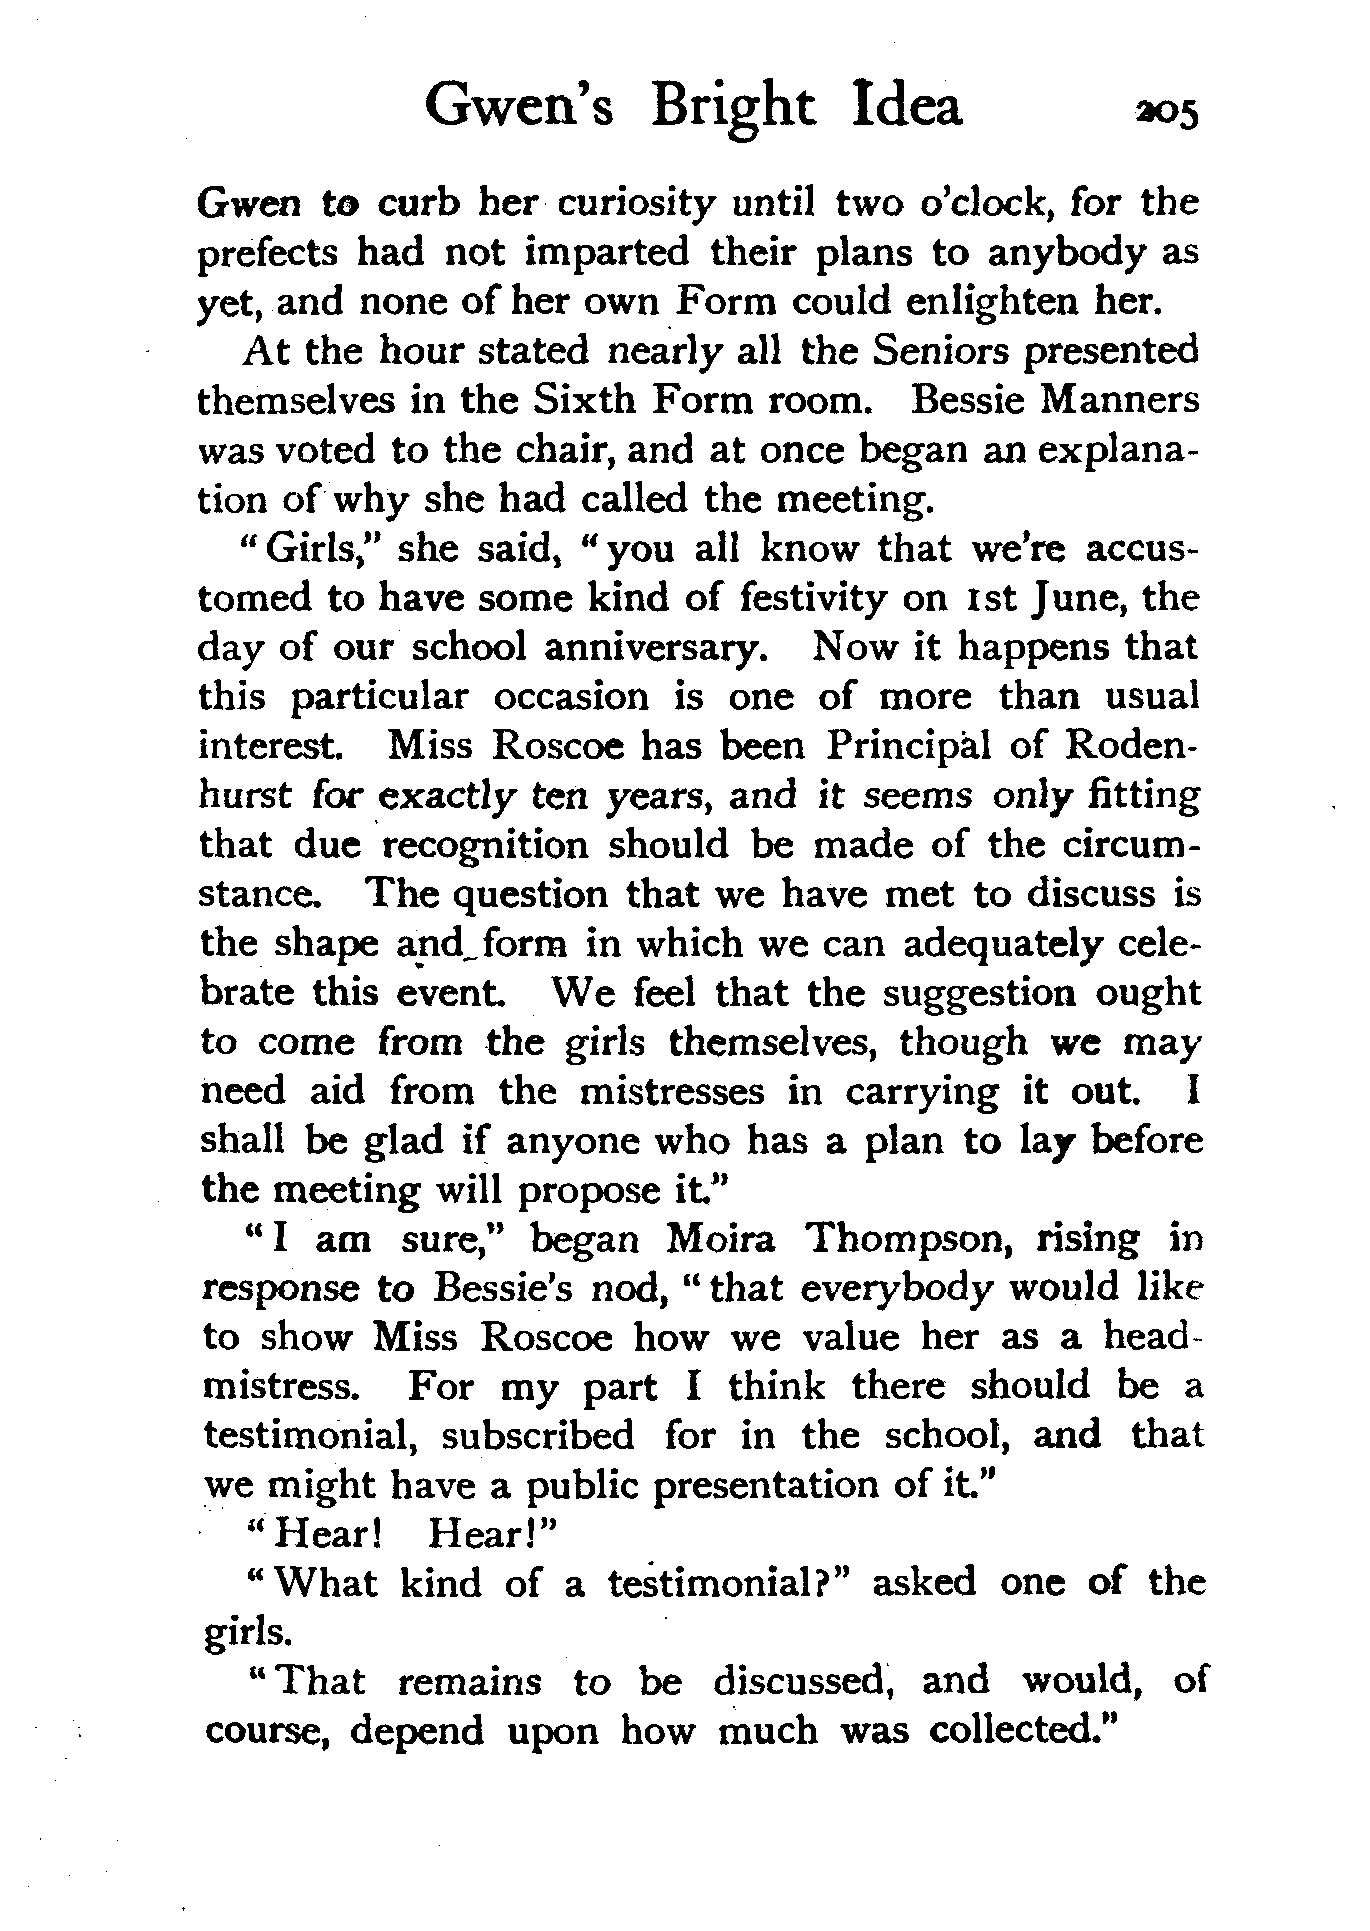 Gwen's Bright Idea 205
Gwen to curb her curiosity until two o'clock, for the
prefects had not imparted their plans to anybody as
yet, and none of her own Form could enlighten her.
At the hour stated nearly all the Seniors presented
themselves in the Sixth Form room. Bessie Manners
was voted to the chair, and at once began an explana-
tion of why she had called the meeting.
"Girls," she said, "you all know that we're accus-
tomed to have some kind of festivity on 1st June, the
day of our school anniversary. Now it happens that
this particular occasion is one of more than usual
interest. Miss Roscoe has been Principal of Roden-
hurst for exactly ten years, and it seems only fitting
that due recognition should be made of the circum-
stance. The question that we have met to discuss is
the shape and form in which we can adequately cele-
brate this event. We feel that the suggestion ought
to come from the girls themselves, though we may
need aid from the mistresses in carrying it out. I
shall be glad if anyone who has a plan to lay before
the meeting will propose it."
"I am sure," began Moira Thompson, rising in
response to Bessie's nod, "that everybody would like
to show Miss Roscoe how we value her as a head-
mistress. For my part I think there should be a
testimonial, subscribed for in the school, and that
we might have a public presentation of it."
"Hear! Hear!"
"What kind of a testimonial?" asked one of the
girls.
"That remains to be discussed, and would, of
course, depend upon how much was collected."